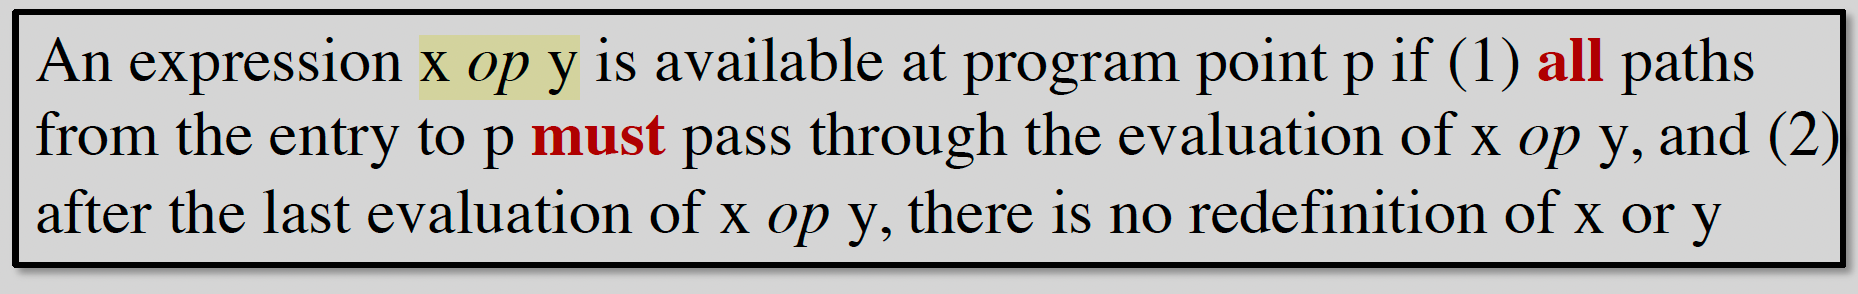 An expression x op y is available at program point p if (1) all paths
from the entry to p must pass through the evaluation of x op y, and (2)
after the last evaluation of x op y, there is no redefinition of x or y